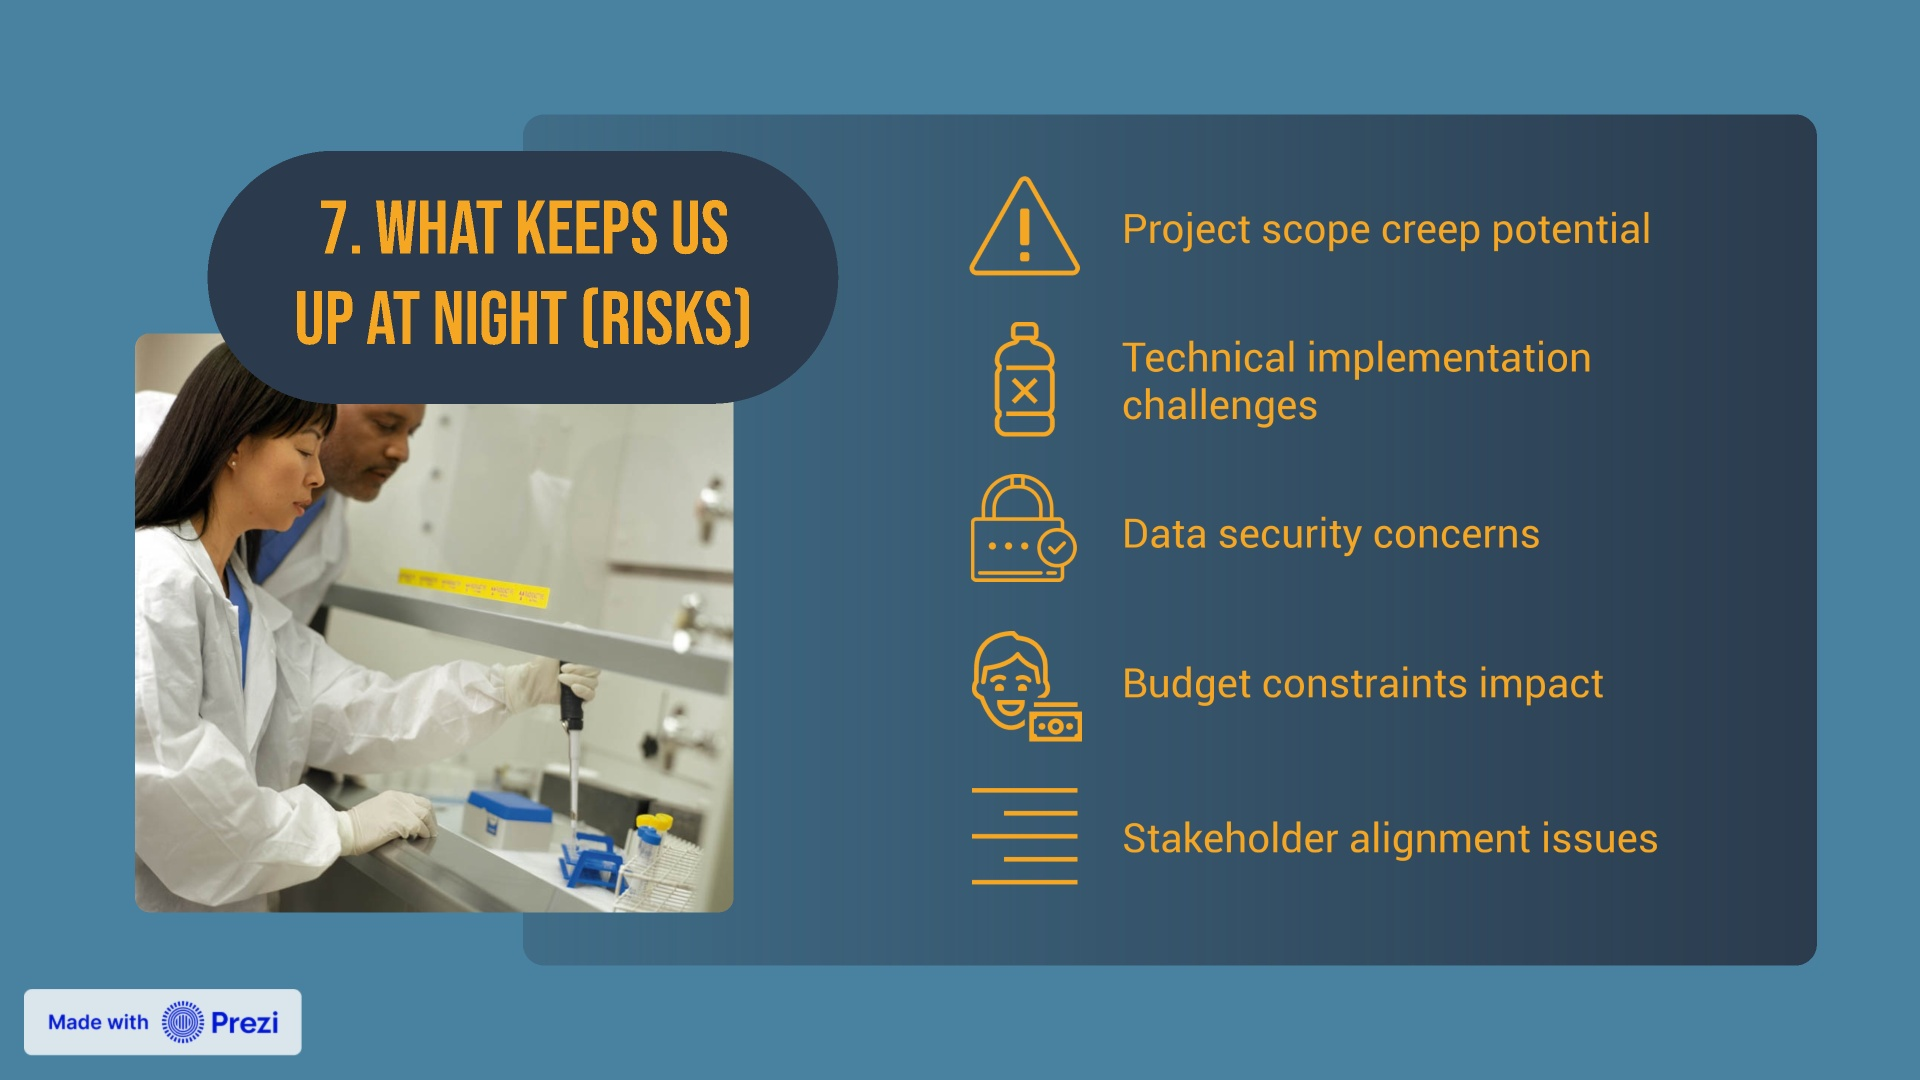 7. WHAT KEEPS US
UP AT NIGHT (RISKS)
Project scope creep potential
Technical implementation
challenges
Data security concerns
Budget constraints impact
Stakeholder alignment issues
Made with Prezi